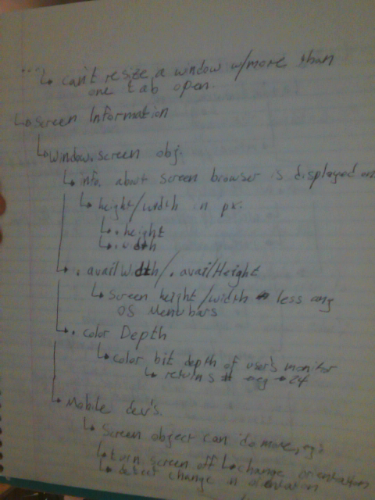 ... ↳ can't resize a window w/more than
one tab open.
↳ Screen Information
↳ window.screen obj.
↳ info about screen browser is displayed on
↳ height/width in px.
↳ .height
↳ .width
↳ .availWidth/.availHeight
↳ screen height/width less any
OS Menubars
↳ .color Depth
↳ color bit depth of user's monitor
↳ returns eg → 24
↳ Mobile dev's
↳ Screen object can do more, eg:
↳ turn screen off ↳ change orientation
↳ detect change in orientation